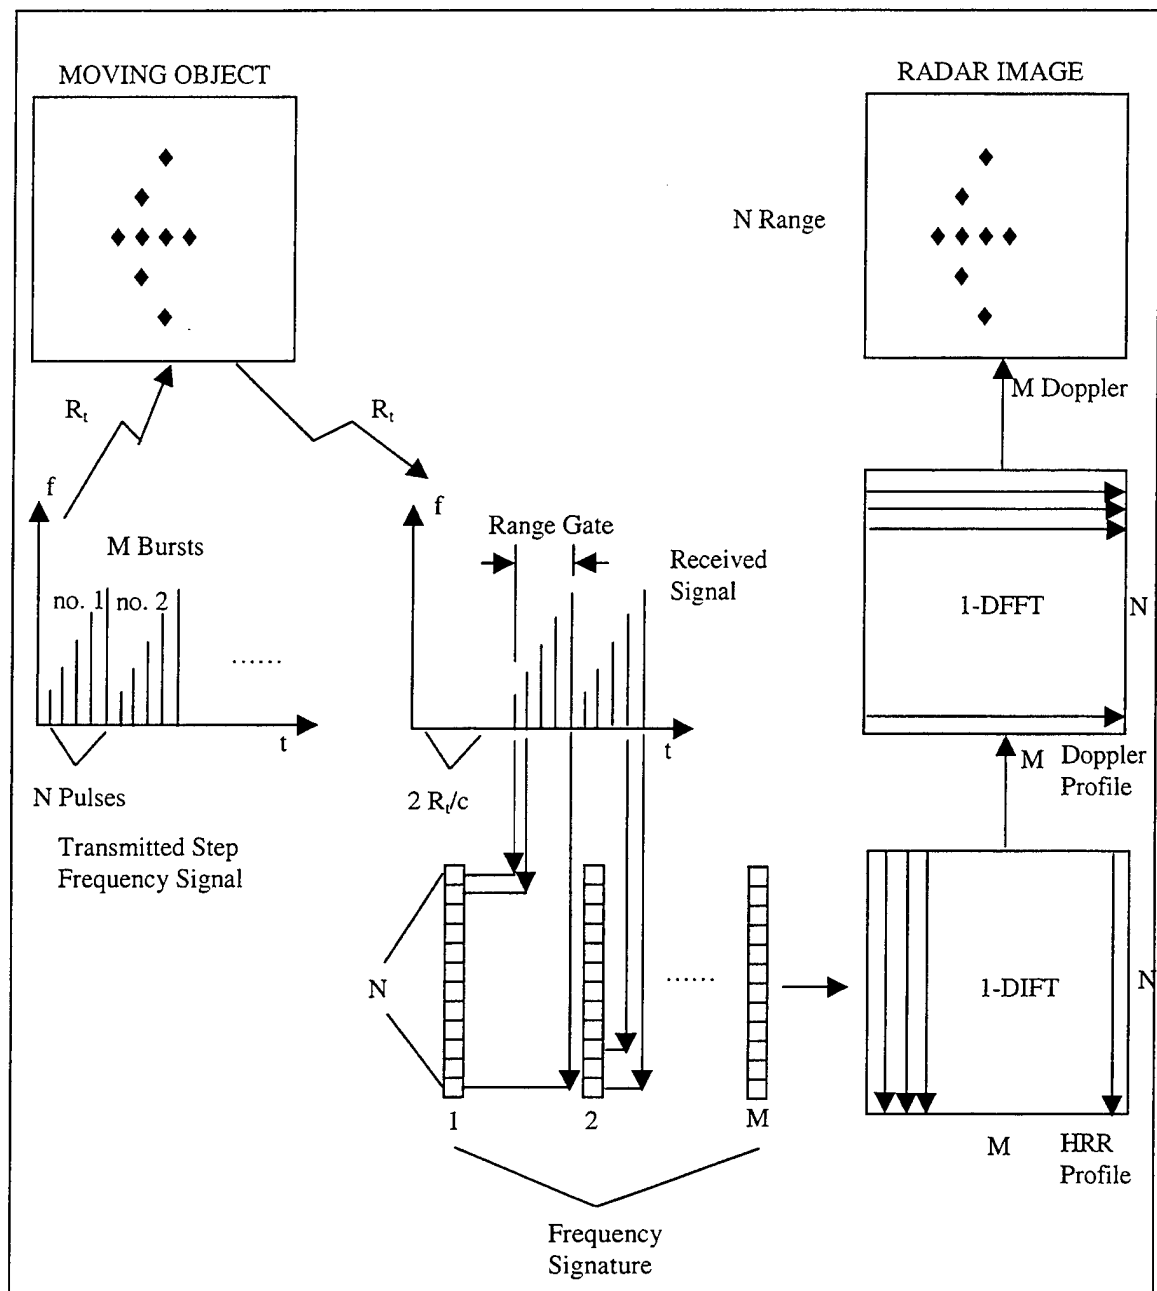 MOVING OBJECT
RADAR IMAGE
N Range
M Doppler
Rt
Rt
f
M Bursts
no. 1 no. 2
......
t
N Pulses
Transmitted Step
Frequency Signal
f
Range Gate
Received
Signal
t
2 Rt/c
1-DFFT
N
M
Doppler
Profile
N
1
2
......
M
Frequency
Signature
1-DIFT
N
M
HRR
Profile